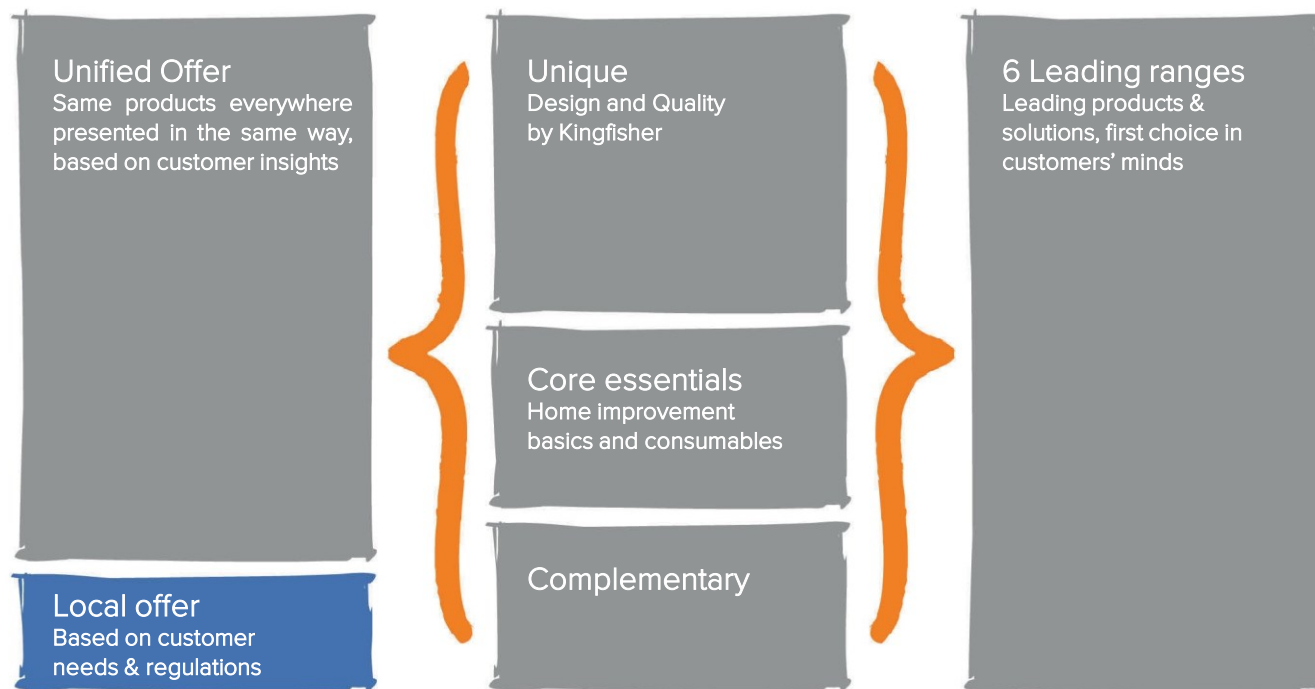 Unified Offer
Same products everywhere
presented in the same way,
based on customer insights
Local offer
Based on customer
needs & regulations
Unique
Design and Quality
by Kingfisher
Core essentials
Home improvement
basics and consumables
Complementary
6 Leading ranges
Leading products &
solutions, first choice in
customers’ minds